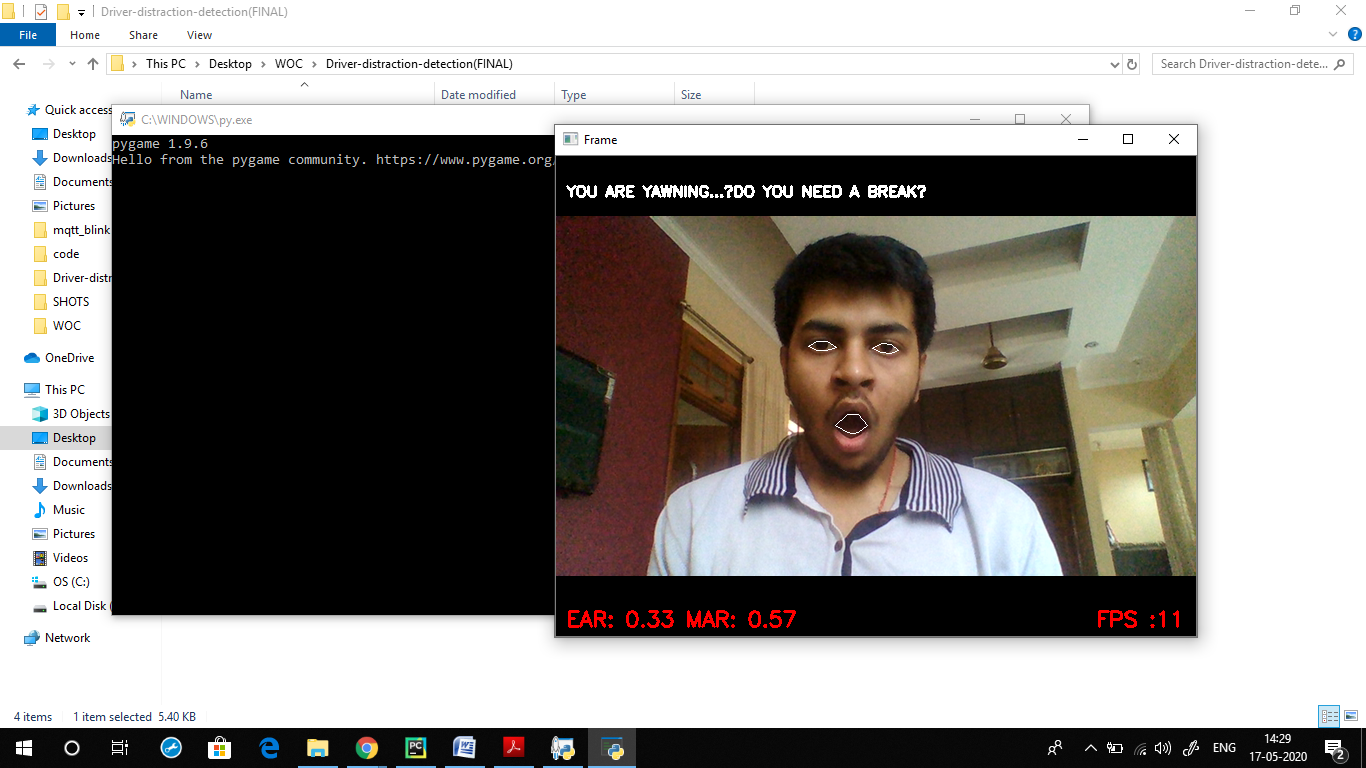 Driver-distraction-detection(FINAL)
File Home Share View
This PC Desktop WOC Driver-distraction-detection(FINAL)
Search Driver-distraction-dete...
Name Date modified Type Size
Quick access
Desktop
Downloads
Documents
Pictures
mqtt_blink
code
Driver-distr
SHOTS
WOC
OneDrive
This PC
3D Objects
Desktop
Documents
Downloads
Music
Pictures
Videos
OS (C:)
Local Disk (
Network
C:\WINDOWS\py.exe
pygame 1.9.6
Hello from the pygame community. https://www.pygame.org/
Frame
YOU ARE YAWNING...?DO YOU NEED A BREAK?
EAR: 0.33 MAR: 0.57
FPS :11
4 items 1 item selected 5.40 KB
ENG
14:29
17-05-2020
2